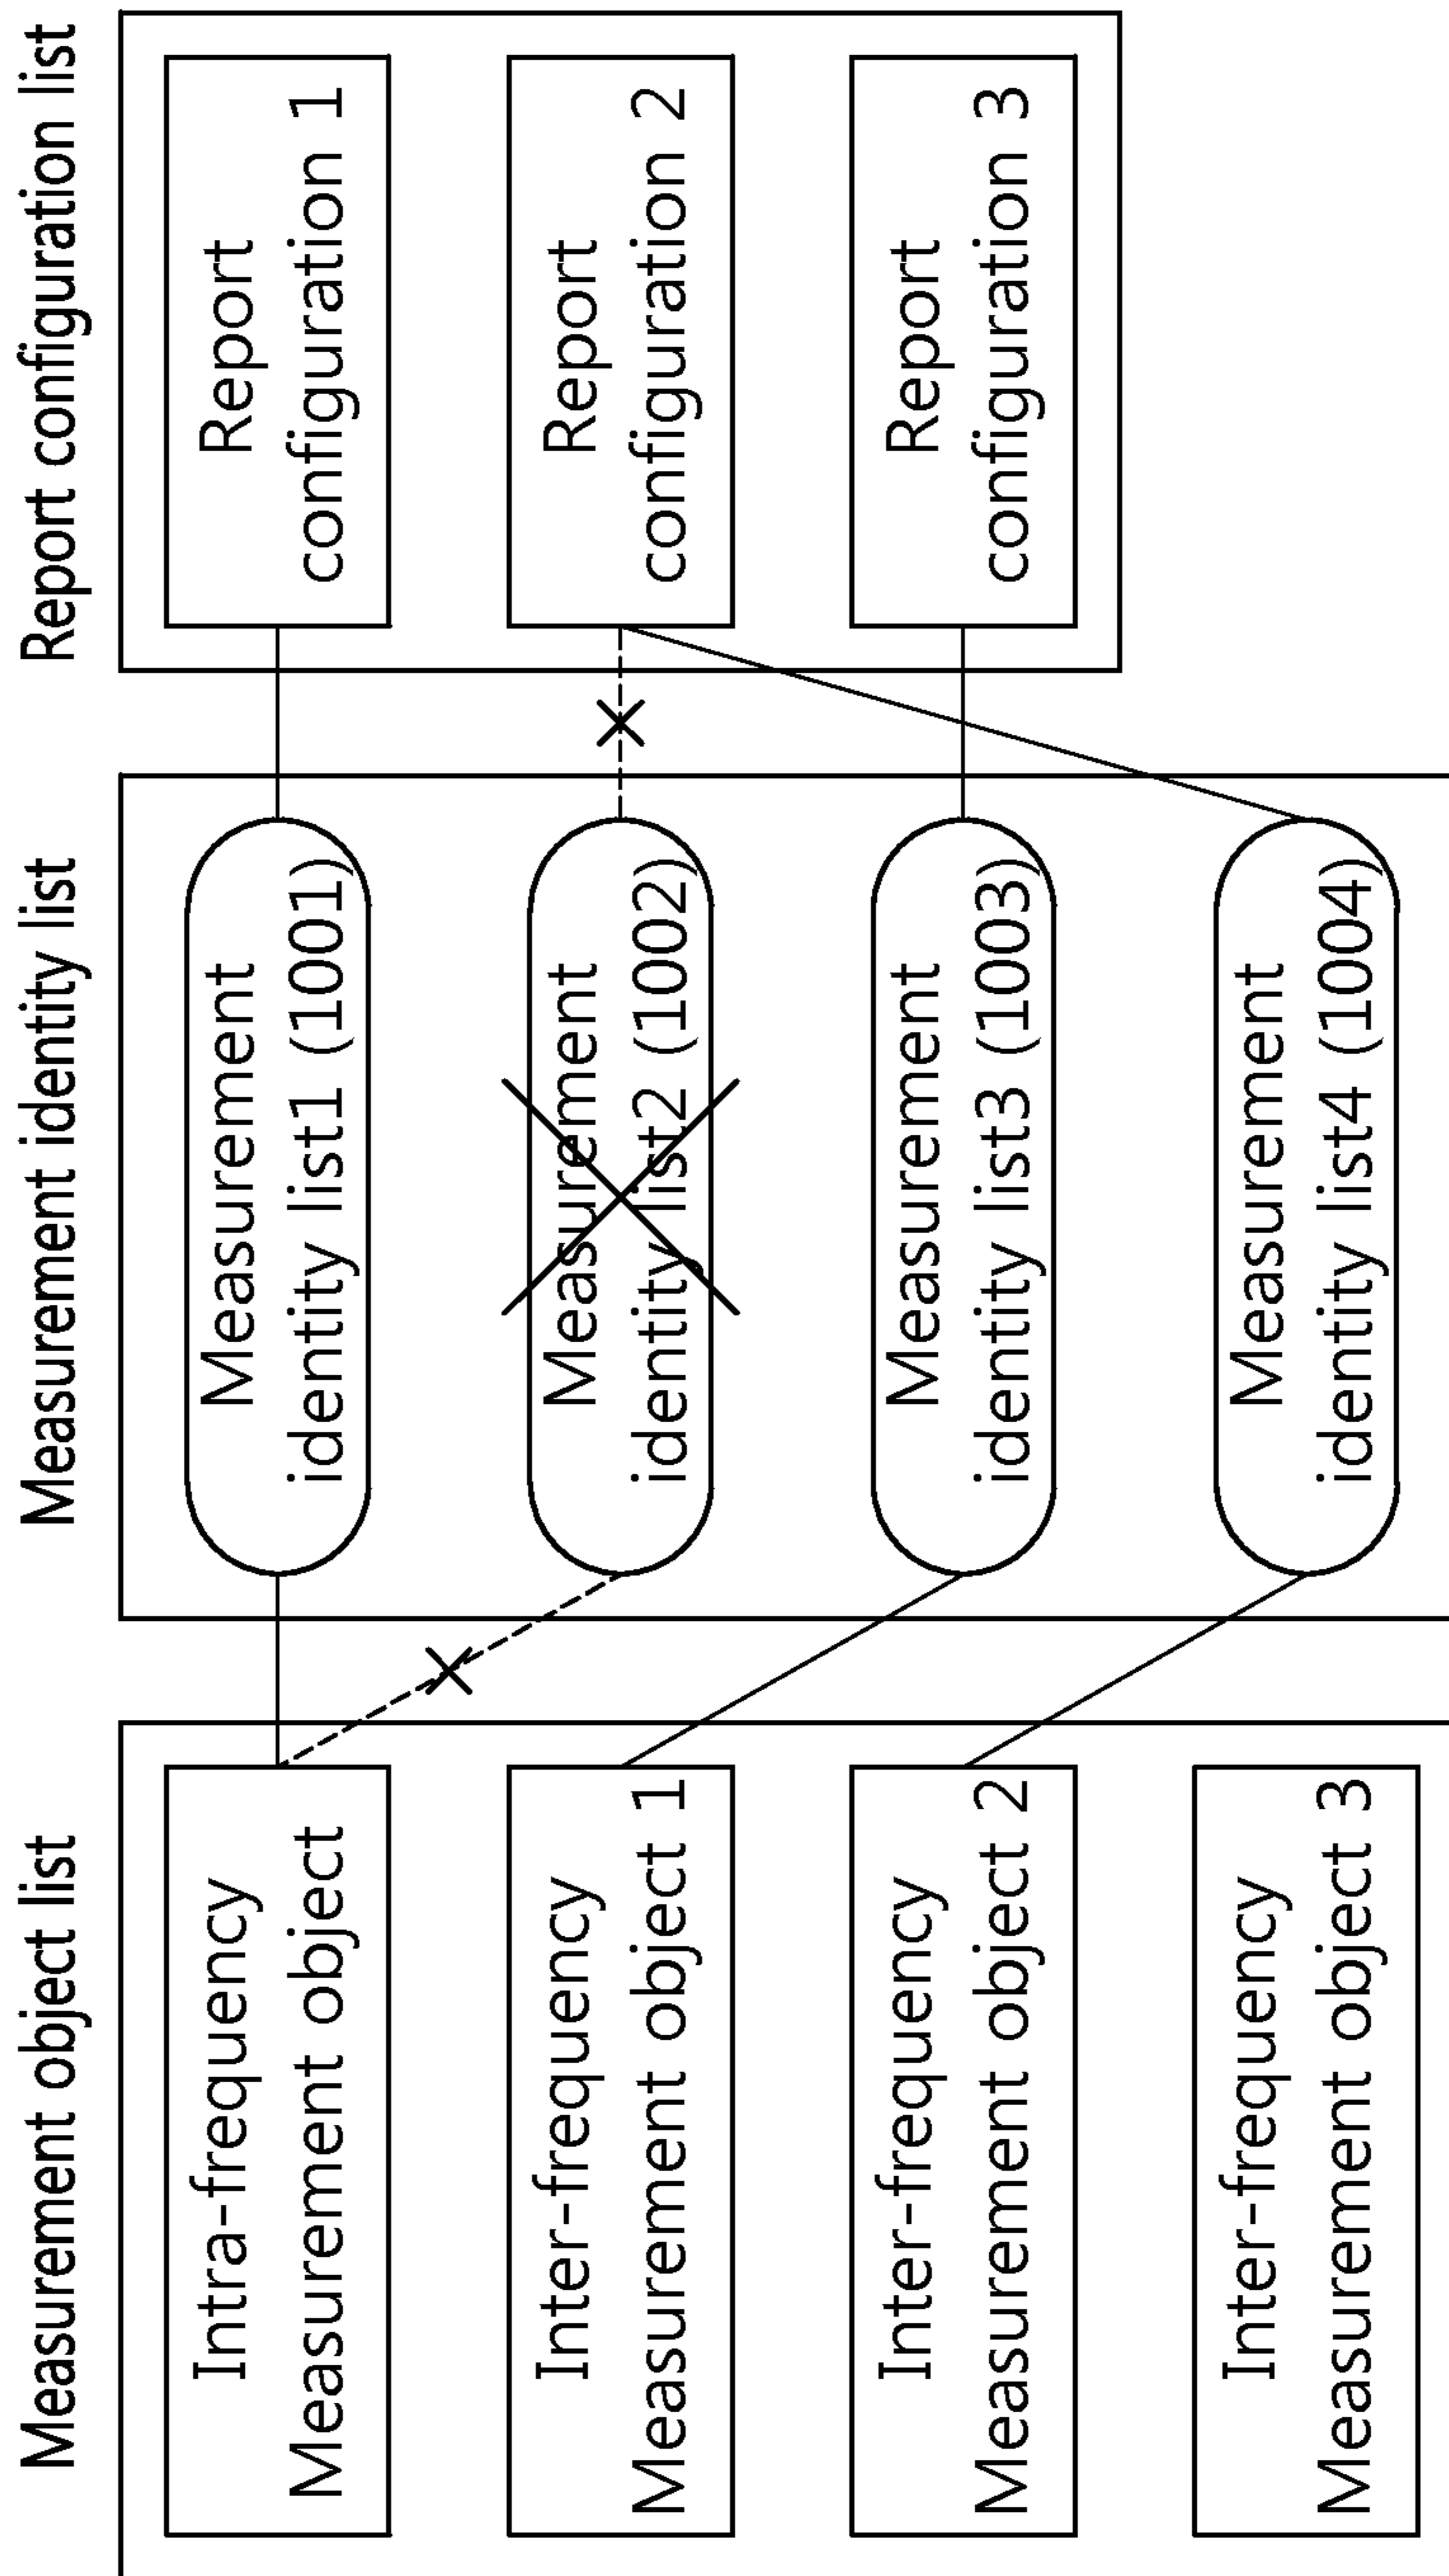 Measurement object list
Intra-frequency
Measurement object
Inter-frequency
Measurement object 1
Inter-frequency
Measurement object 2
Inter-frequency
Measurement object 3
Measurement identity list
Measurement
identity list1 (1001)
Measurement
identity list2 (1002)
Measurement
identity list3 (1003)
Measurement
identity list4 (1004)
Report configuration list
Report
configuration 1
Report
configuration 2
Report
configuration 3